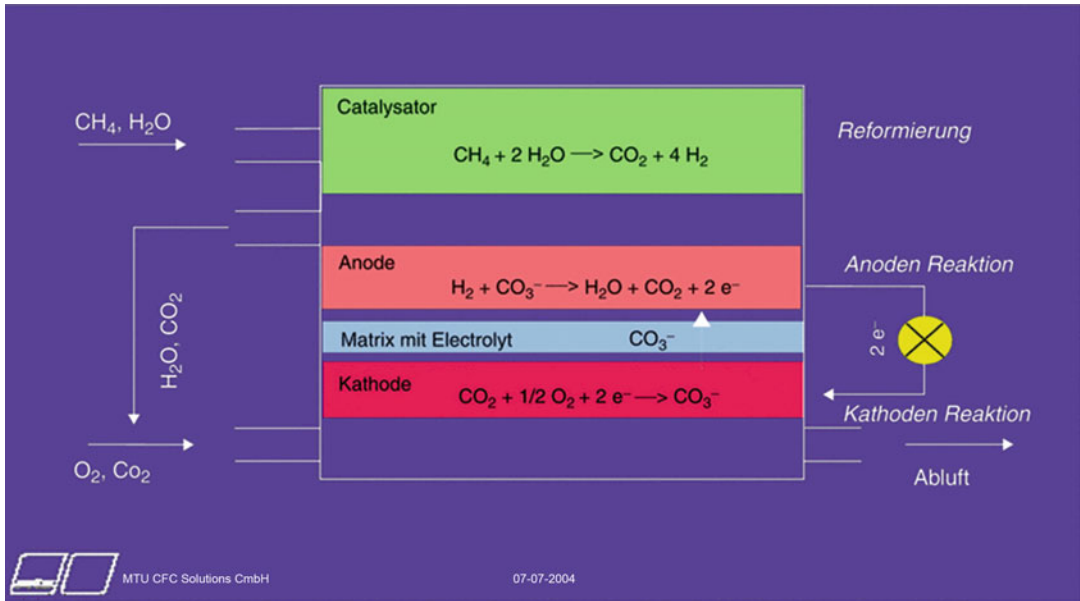 Catalysator
CH₄, H₂O
CH₄ + 2 H₂O → CO₂ + 4 H₂
Reformierung
Anode
H₂ + CO₃⁻ → H₂O + CO₂ + 2 e⁻
Anoden Reaktion
H₂O, CO₂
Matrix mit Electrolyt CO₃⁻
2 e⁻
Kathode
CO₂ + 1/2 O₂ + 2 e⁻ → CO₃⁻
Kathoden Reaktion
O₂, Co₂
Abluft
MTU CFC Solutions CmbH
07-07-2004